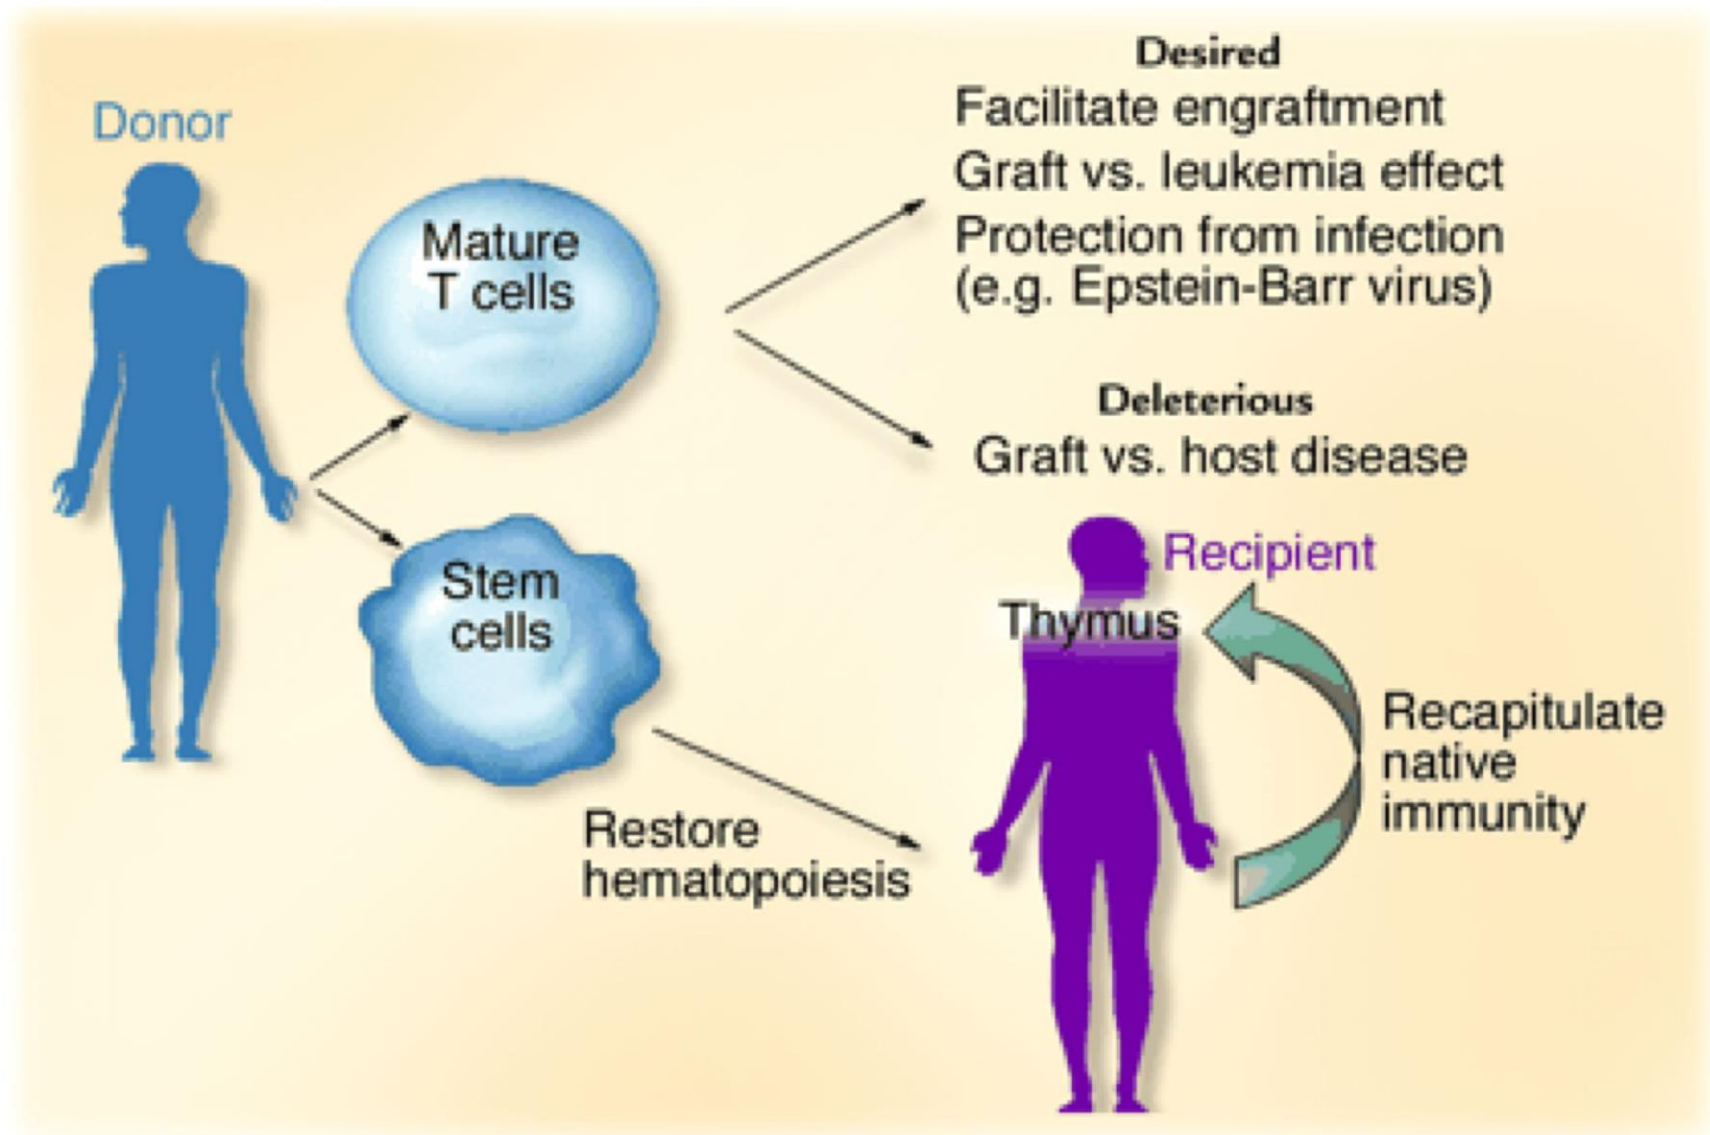 Donor
Mature
T cells
Desired
Facilitate engraftment
Graft vs. leukemia effect
Protection from infection
(e.g. Epstein-Barr virus)
Deleterious
Graft vs. host disease
Stem
cells
Restore
hematopoiesis
Recipient
Thymus
Recapitulate
native
immunity